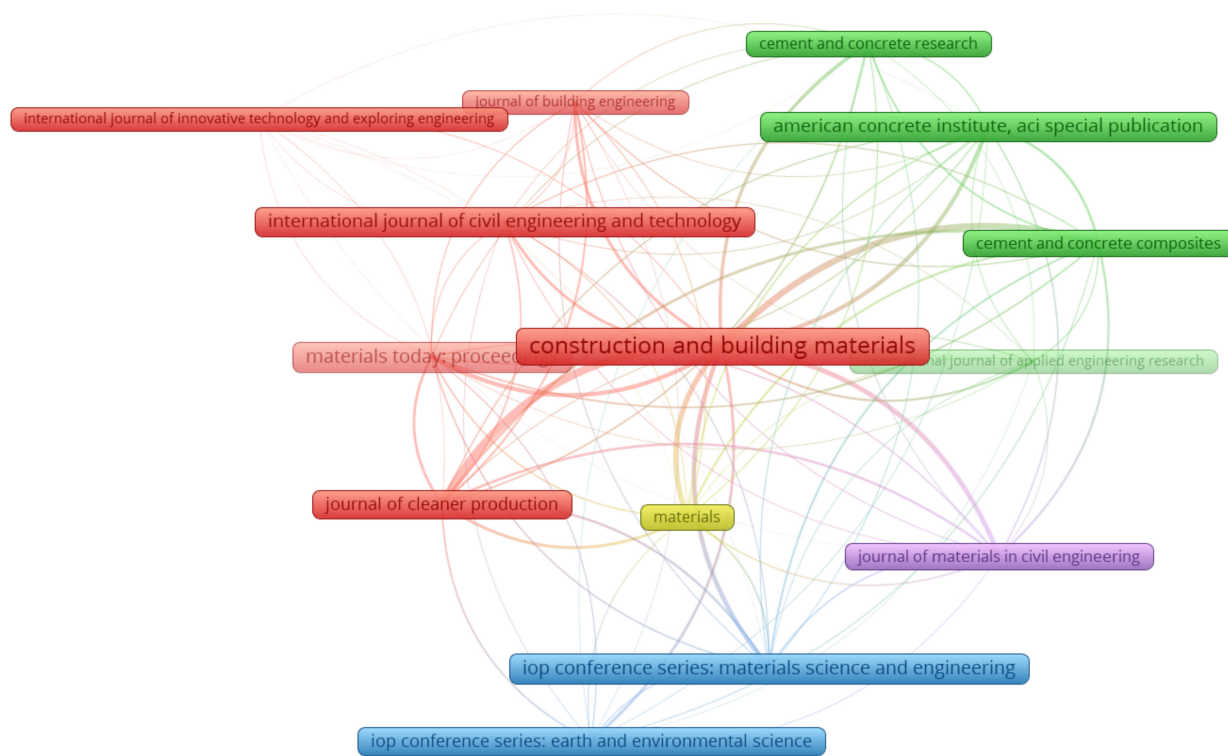 cement and concrete research
journal of building engineering
international journal of innovative technology and exploring engineering
american concrete institute, aci special publication
international journal of civil engineering and technology
cement and concrete composites
construction and building materials
materials today:
journal of applied engineering research
journal of cleaner production
materials
journal of materials in civil engineering
iop conference series: materials science and engineering
iop conference series: earth and environmental science